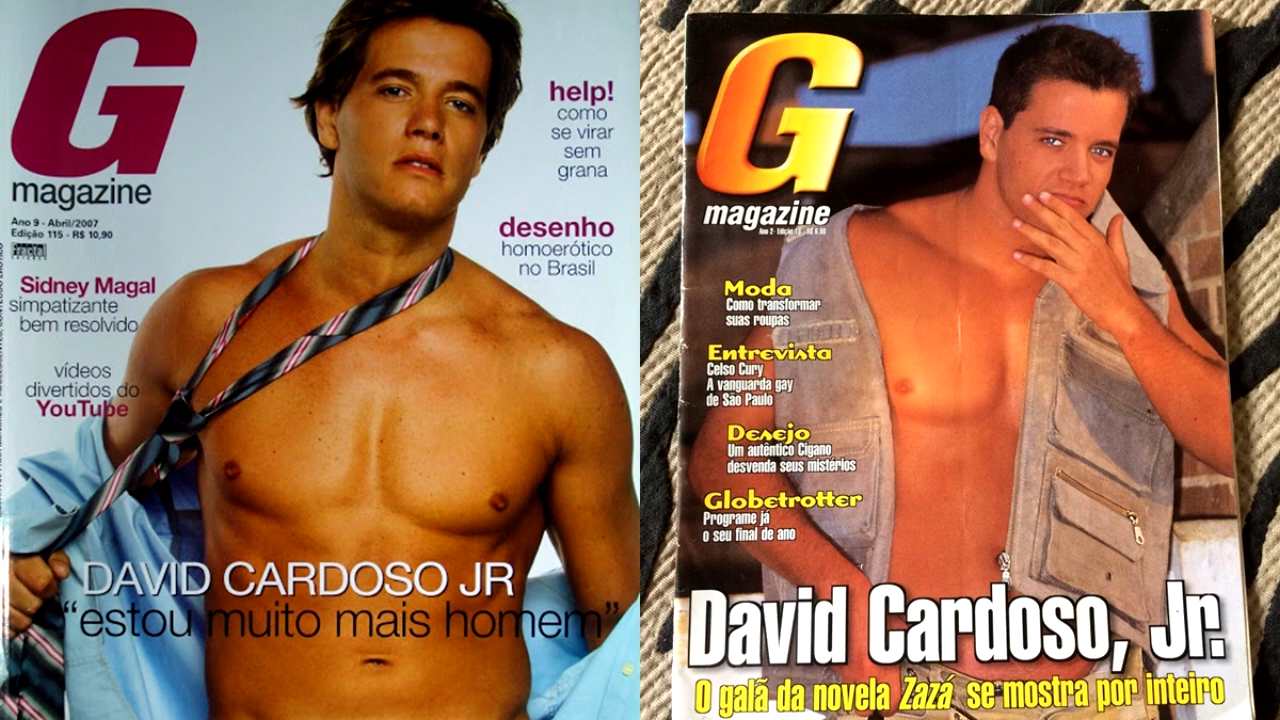 G
magazine
Ano 9 - Abril/2007
Edição 115 - R$ 10,90
Fractal
Sidney Magal
simpatizante
bem resolvido
vídeos
divertidos do
YouTube
help!
como
se virar
sem
grana
desenho
homoerótico
no Brasil
DAVID CARDOSO JR
“estou muito mais homem”
G
magazine
Moda
Como transformar
suas roupas
Entrevista
Celso Cury
A vanguarda gay
de São Paulo
Desejo
Um autêntico Cigano
desvenda seus mistérios
Globetrotter
Programe já
o seu final de ano
David Cardoso, Jr.
O galã da novela Zazá se mostra por inteiro